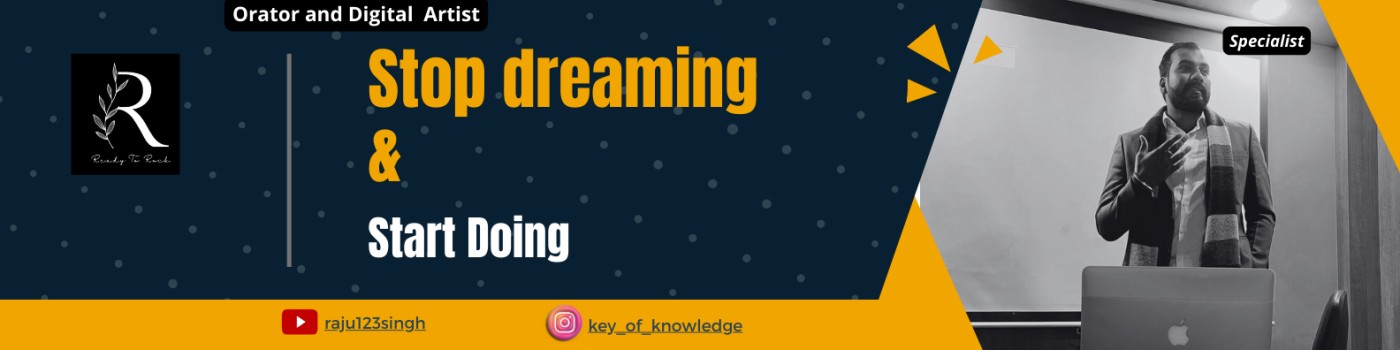 Orator and Digital Artist
Specialist
R
Ready To Rock
Stop dreaming
&
Start Doing
raju123singh
key_of_knowledge